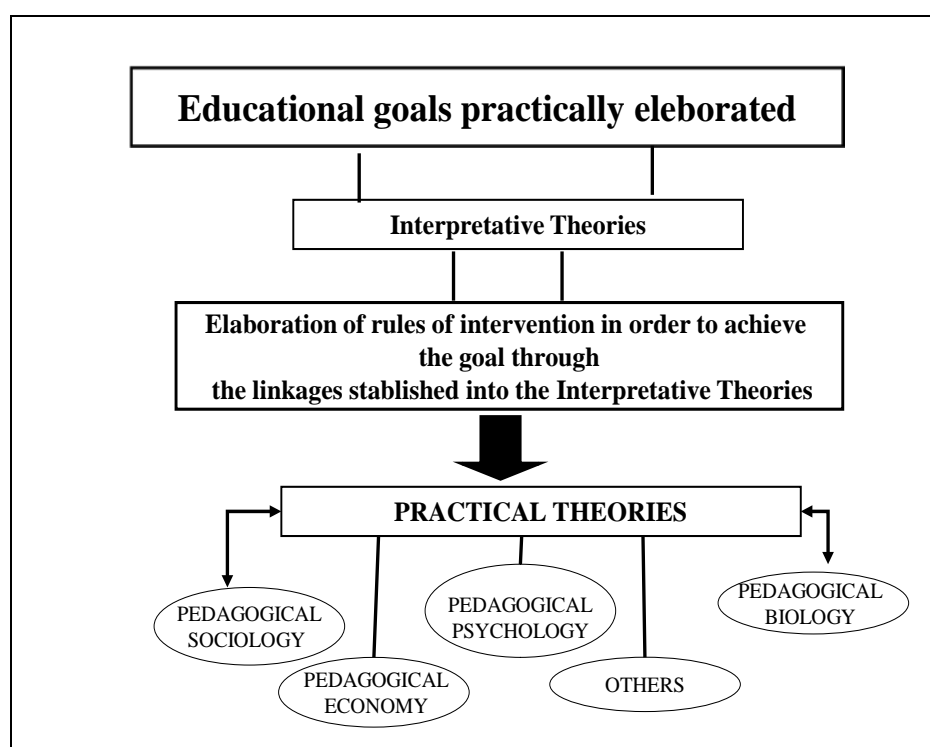 Educational goals practically eleborated
Interpretative Theories
Elaboration of rules of intervention in order to achieve
the goal through
the linkages stablished into the Interpretative Theories
PRACTICAL THEORIES
PEDAGOGICAL
SOCIOLOGY
PEDAGOGICAL
ECONOMY
PEDAGOGICAL
PSYCHOLOGY
OTHERS
PEDAGOGICAL
BIOLOGY